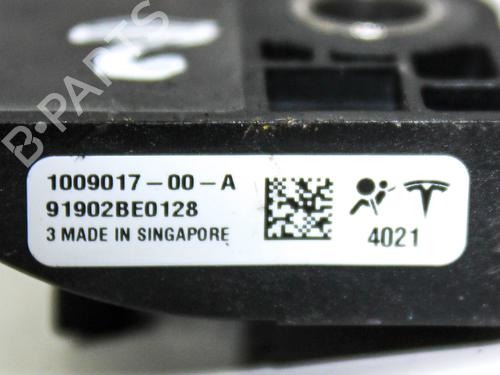 B-PARTS
1009017-00-A
91902BE0128
3 MADE IN SINGAPORE
4021